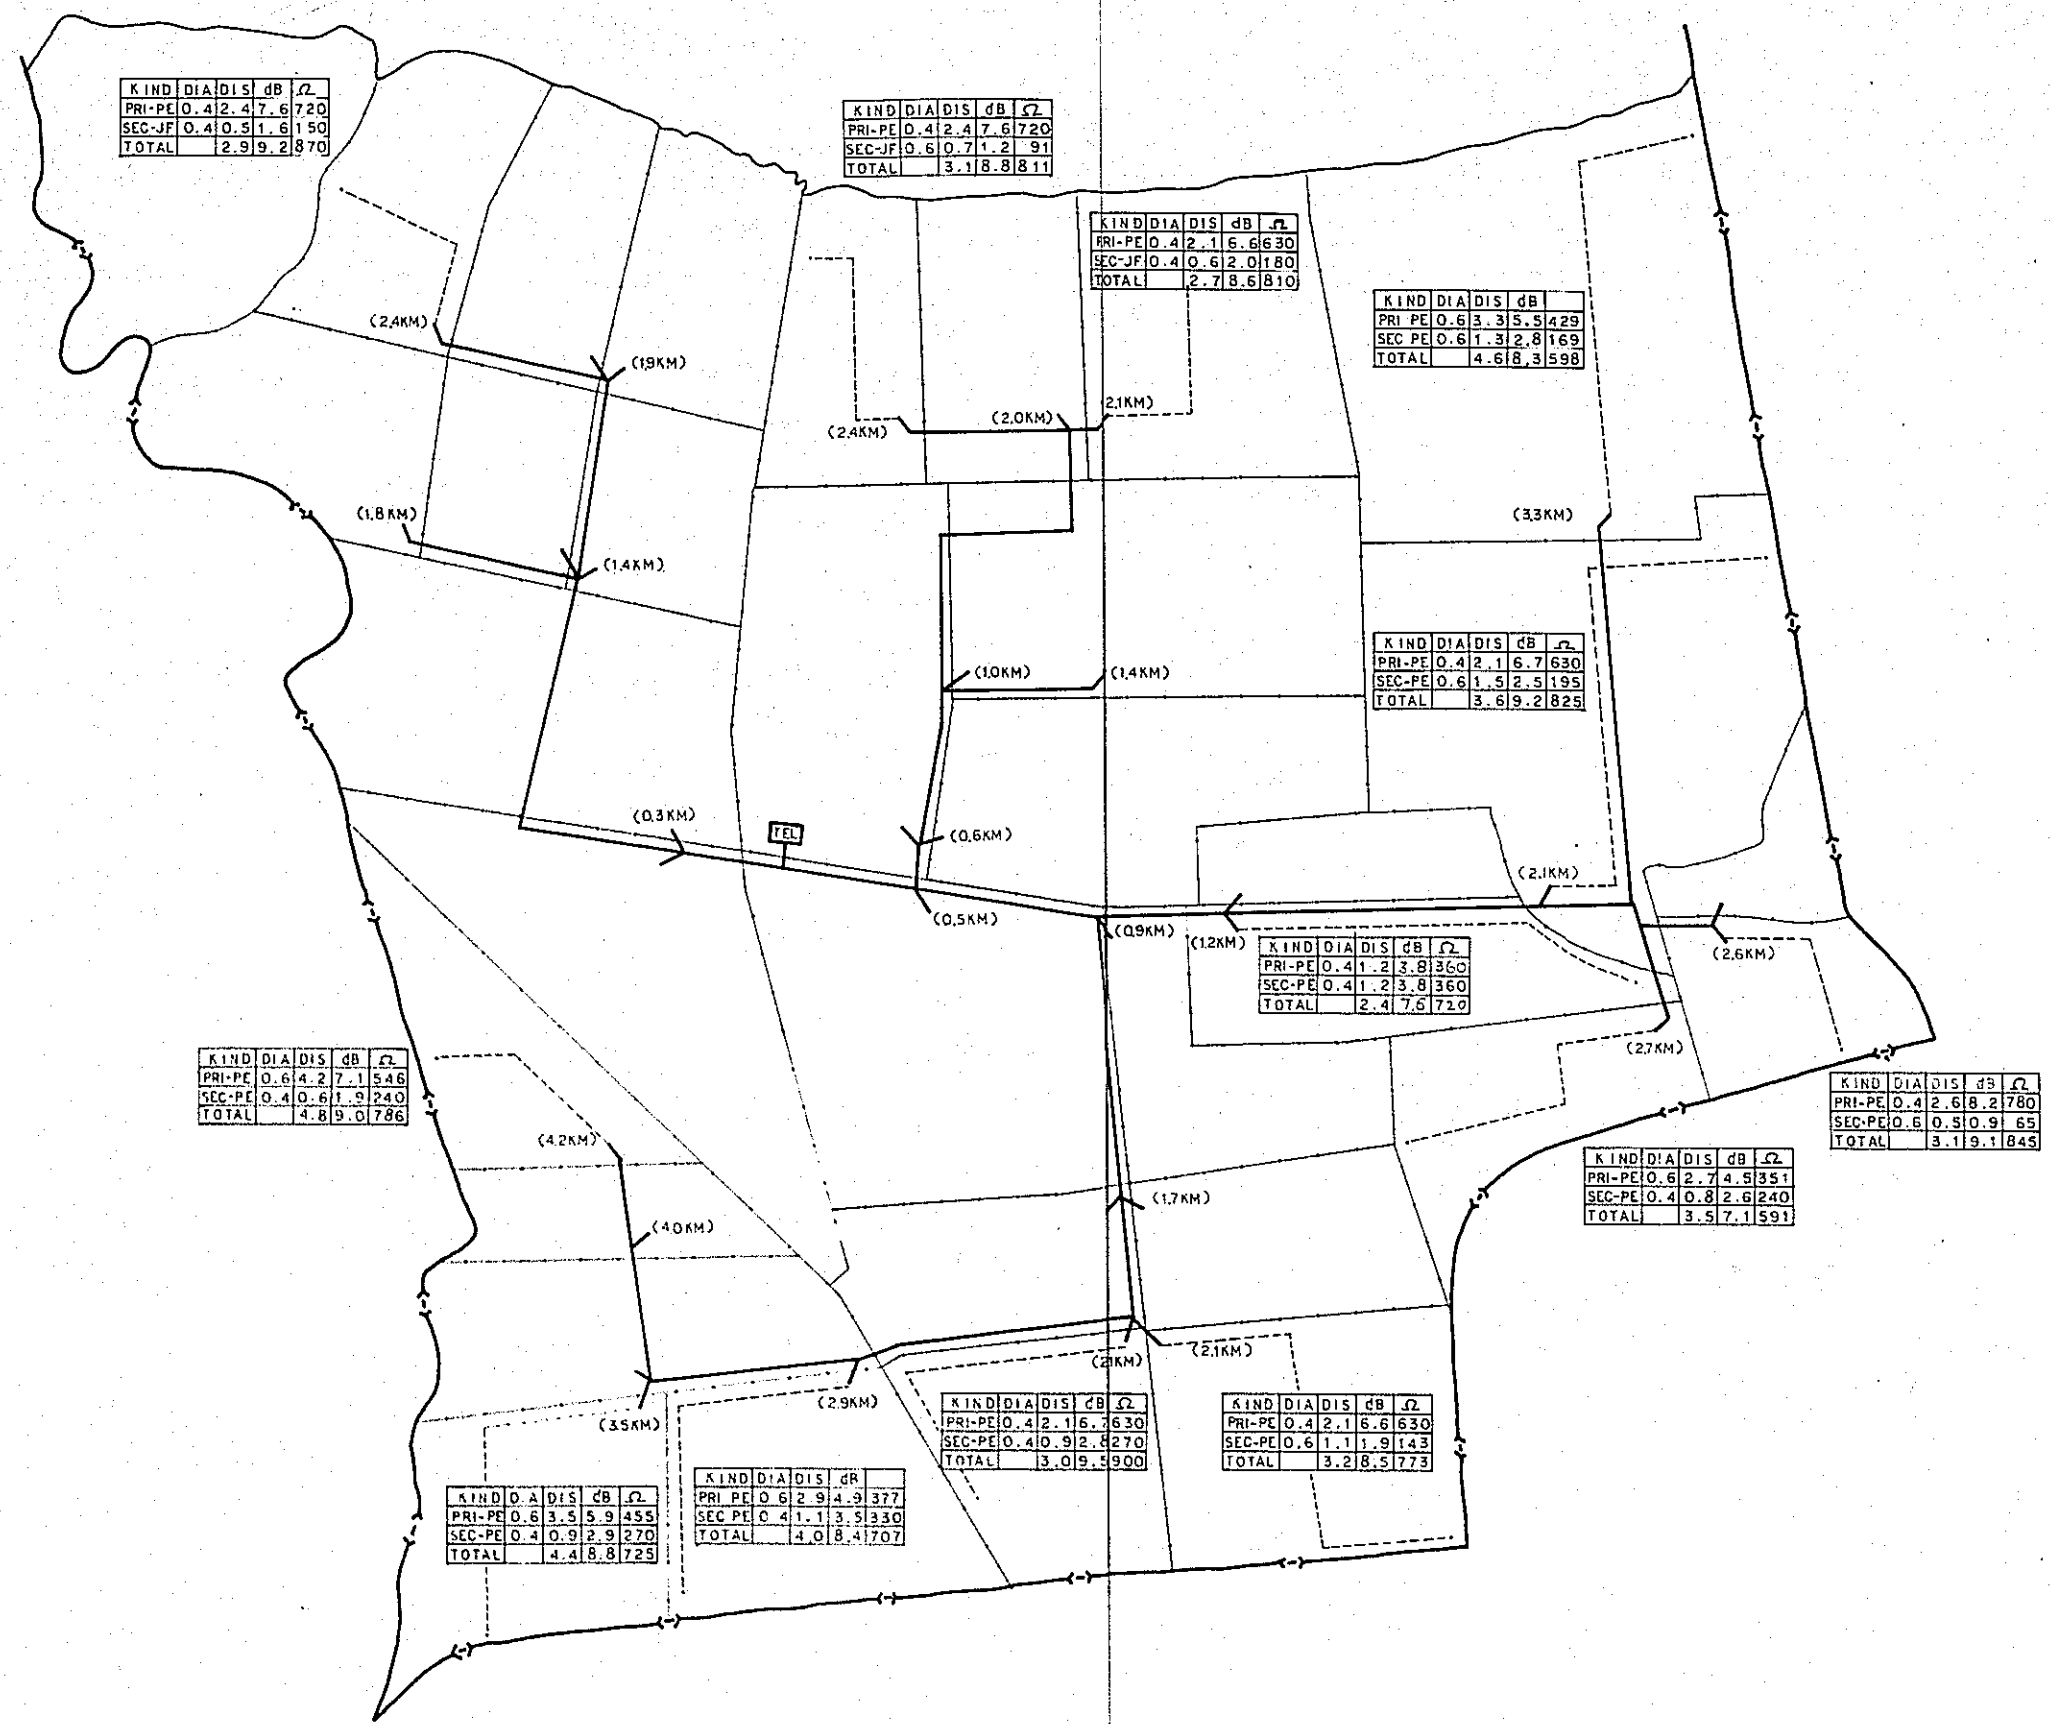 KIND DIA DIS dB Ω
PRI-PE 0.4 2.4 7.6 720
SEC-JF 0.4 0.5 1.6 150
TOTAL 2.9 9.2 870
KIND DIA DIS dB Ω
PRI-PE 0.4 2.4 7.6 720
SEC-JF 0.6 0.7 1.2 91
TOTAL 3.1 8.8 811
KIND DIA DIS dB Ω
PRI-PE 0.4 2.1 6.6 630
SEC-JF 0.4 0.6 2.0 180
TOTAL 2.7 8.6 810
KIND DIA DIS dB
PRI PE 0.6 3.3 5.5 429
SEC PE 0.6 1.3 2.8 169
TOTAL 4.6 8.3 598
(2.4KM)
(1.9KM)
(2.4KM)
(2.0KM)
2.1KM)
(1.8KM)
(1.4KM)
(3.3KM)
KIND DIA DIS dB Ω
PRI-PE 0.4 2.1 6.7 630
SEC-PE 0.6 1.5 2.5 195
TOTAL 3.6 9.2 825
(1.0KM)
(1.4KM)
(0.3KM)
TEL
(0.6KM)
(0.5KM)
(0.9KM)
(1.2KM)
(2.1KM)
(2.6KM)
KIND DIA DIS dB Ω
PRI-PE 0.4 1.2 3.8 360
SEC-PE 0.4 1.2 3.8 360
TOTAL 2.4 7.6 720
(2.7KM)
KIND DIA DIS dB Ω
PRI-PE 0.6 4.2 7.1 546
SEC-PE 0.4 0.6 1.9 240
TOTAL 4.8 9.0 786
KIND DIA DIS dB Ω
PRI-PE 0.4 2.6 8.2 780
SEC-PE 0.6 0.5 0.9 65
TOTAL 3.1 9.1 845
(4.2KM)
KIND DIA DIS dB Ω
PRI-PE 0.6 2.7 4.5 351
SEC-PE 0.4 0.8 2.6 240
TOTAL 3.5 7.1 591
(4.0KM)
(1.7KM)
(2.1KM)
(2.1KM)
(3.5KM)
(2.9KM)
KIND DIA DIS dB Ω
PRI-PE 0.4 2.1 6.7 630
SEC-PE 0.4 0.9 2.8 270
TOTAL 3.0 9.5 900
KIND DIA DIS dB Ω
PRI-PE 0.4 2.1 6.6 630
SEC-PE 0.6 1.1 1.9 143
TOTAL 3.2 8.5 773
KIND DIA DIS dB
PRI PE 0.6 2.9 4.9 377
SEC PE 0.4 1.1 3.5 330
TOTAL 4.0 8.4 707
KIND D.A DIS dB Ω
PRI-PE 0.6 3.5 5.9 455
SEC-PE 0.4 0.9 2.9 270
TOTAL 4.4 8.8 725